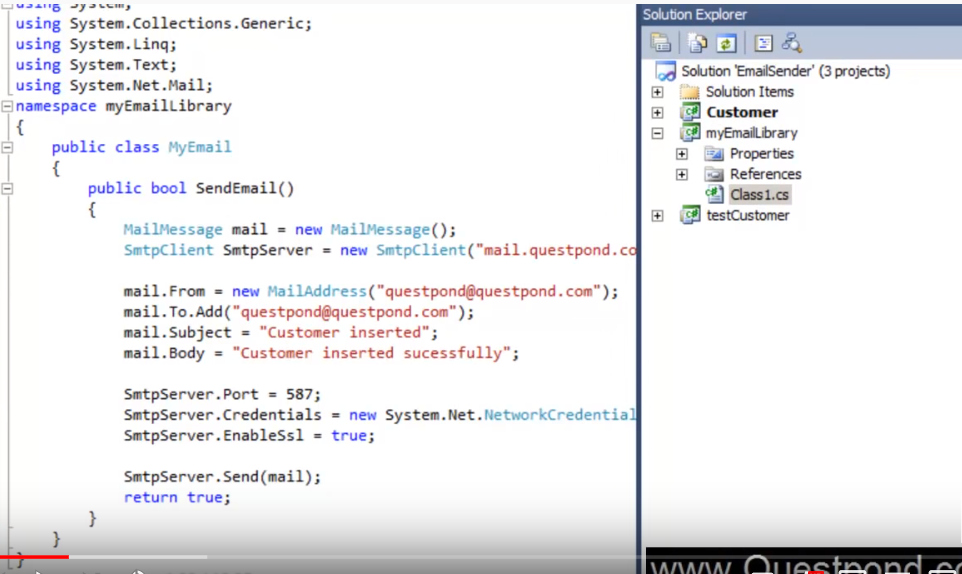 using System;
using System.Collections.Generic;
using System.Linq;
using System.Text;
using System.Net.Mail;
namespace myEmailLibrary
{
public class MyEmail
{
public bool SendEmail()
{
MailMessage mail = new MailMessage();
SmtpClient SmtpServer = new SmtpClient("mail.questpond.co
mail.From = new MailAddress("questpond@questpond.com");
mail.To.Add("questpond@questpond.com");
mail.Subject = "Customer inserted";
mail.Body = "Customer inserted sucessfully";
SmtpServer.Port = 587;
SmtpServer.Credentials = new System.Net.NetworkCredential
SmtpServer.EnableSsl = true;
SmtpServer.Send(mail);
return true;
}
}
}
Solution Explorer
Solution 'EmailSender' (3 projects)
Solution Items
Customer
myEmailLibrary
Properties
References
Class1.cs
testCustomer
www.Questpond.co